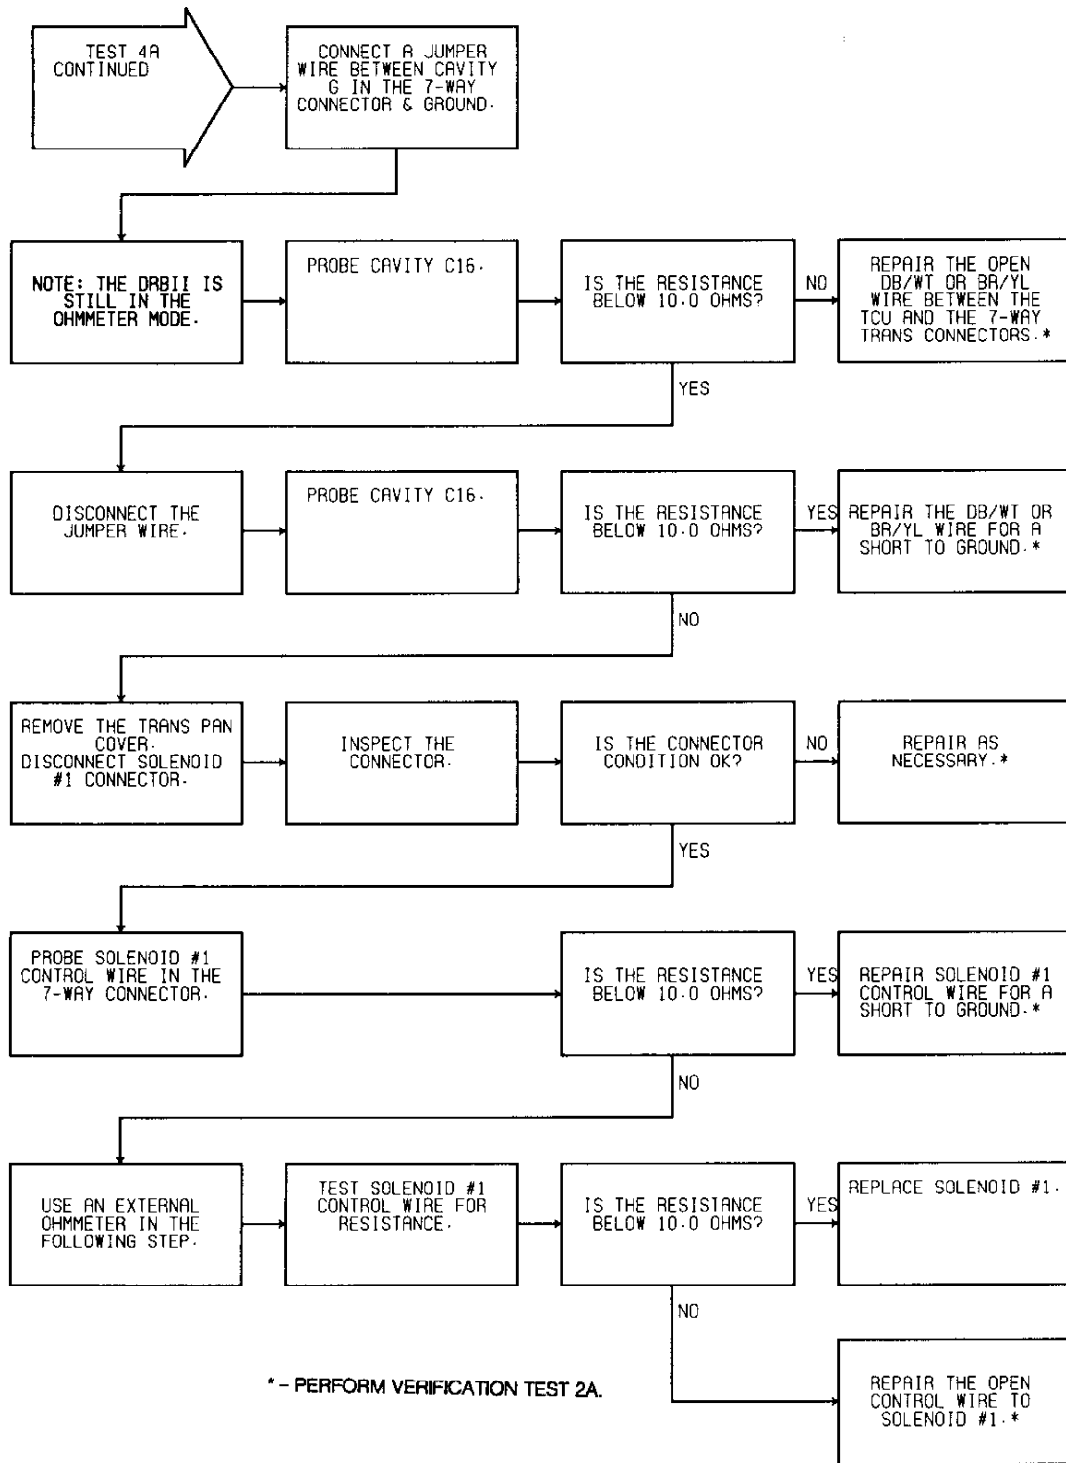 TEST 4A
CONTINUED
CONNECT A JUMPER
WIRE BETWEEN CAVITY
G IN THE 7-WAY
CONNECTOR & GROUND.
NOTE: THE DRBII IS
STILL IN THE
OHMMETER MODE.
PROBE CAVITY C16.
IS THE RESISTANCE
BELOW 10.0 OHMS?
NO
REPAIR THE OPEN
DB/WT OR BR/YL
WIRE BETWEEN THE
TCU AND THE 7-WAY
TRANS CONNECTORS.*
YES
DISCONNECT THE
JUMPER WIRE.
PROBE CAVITY C16.
IS THE RESISTANCE
BELOW 10.0 OHMS?
YES
REPAIR THE DB/WT OR
BR/YL WIRE FOR A
SHORT TO GROUND.*
NO
REMOVE THE TRANS PAN
COVER.
DISCONNECT SOLENOID
#1 CONNECTOR.
INSPECT THE
CONNECTOR.
IS THE CONNECTOR
CONDITION OK?
NO
REPAIR AS
NECESSARY.*
YES
PROBE SOLENOID #1
CONTROL WIRE IN THE
7-WAY CONNECTOR.
IS THE RESISTANCE
BELOW 10.0 OHMS?
YES
REPAIR SOLENOID #1
CONTROL WIRE FOR A
SHORT TO GROUND.*
NO
USE AN EXTERNAL
OHMMETER IN THE
FOLLOWING STEP.
TEST SOLENOID #1
CONTROL WIRE FOR
RESISTANCE.
IS THE RESISTANCE
BELOW 10.0 OHMS?
YES
REPLACE SOLENOID #1.
NO
REPAIR THE OPEN
CONTROL WIRE TO
SOLENOID #1.*
* - PERFORM VERIFICATION TEST 2A.